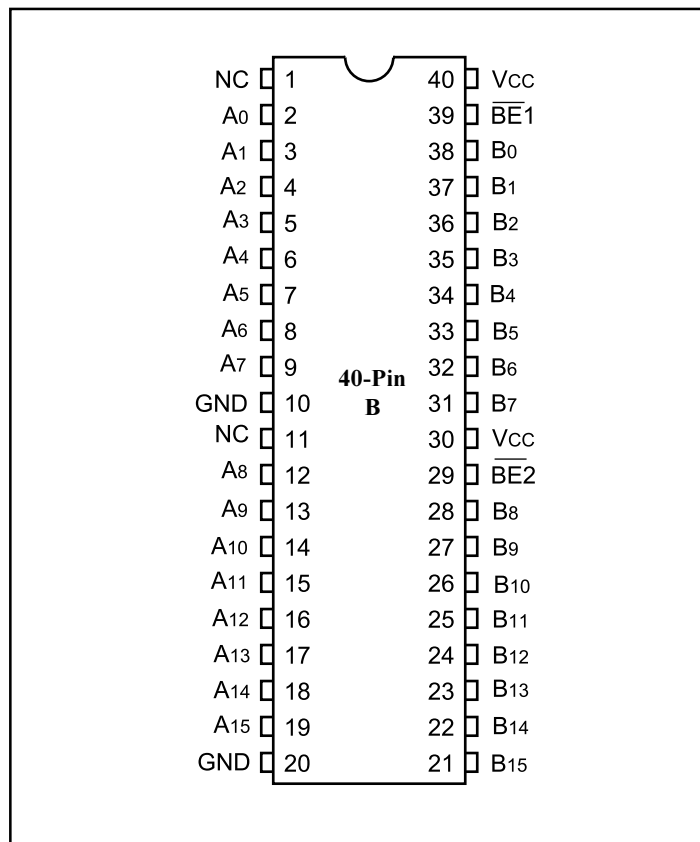 NC 1 40 VCC
A0 2 39 B̅E̅1
A1 3 38 B0
A2 4 37 B1
A3 5 36 B2
A4 6 35 B3
A5 7 34 B4
A6 8 33 B5
A7 9 32 B6
40-Pin
B
GND 10 31 B7
NC 11 30 VCC
A8 12 29 B̅E̅2
A9 13 28 B8
A10 14 27 B9
A11 15 26 B10
A12 16 25 B11
A13 17 24 B12
A14 18 23 B13
A15 19 22 B14
GND 20 21 B15